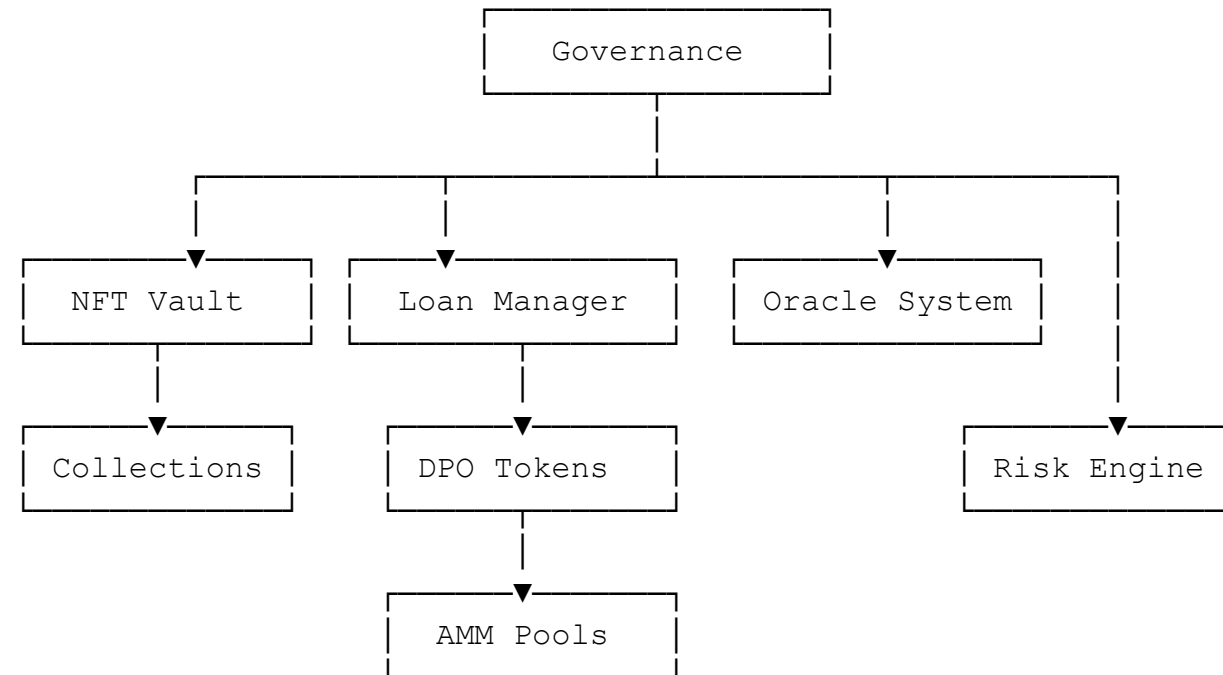 Governance
NFT Vault
Loan Manager
Oracle System
Collections
DPO Tokens
Risk Engine
AMM Pools